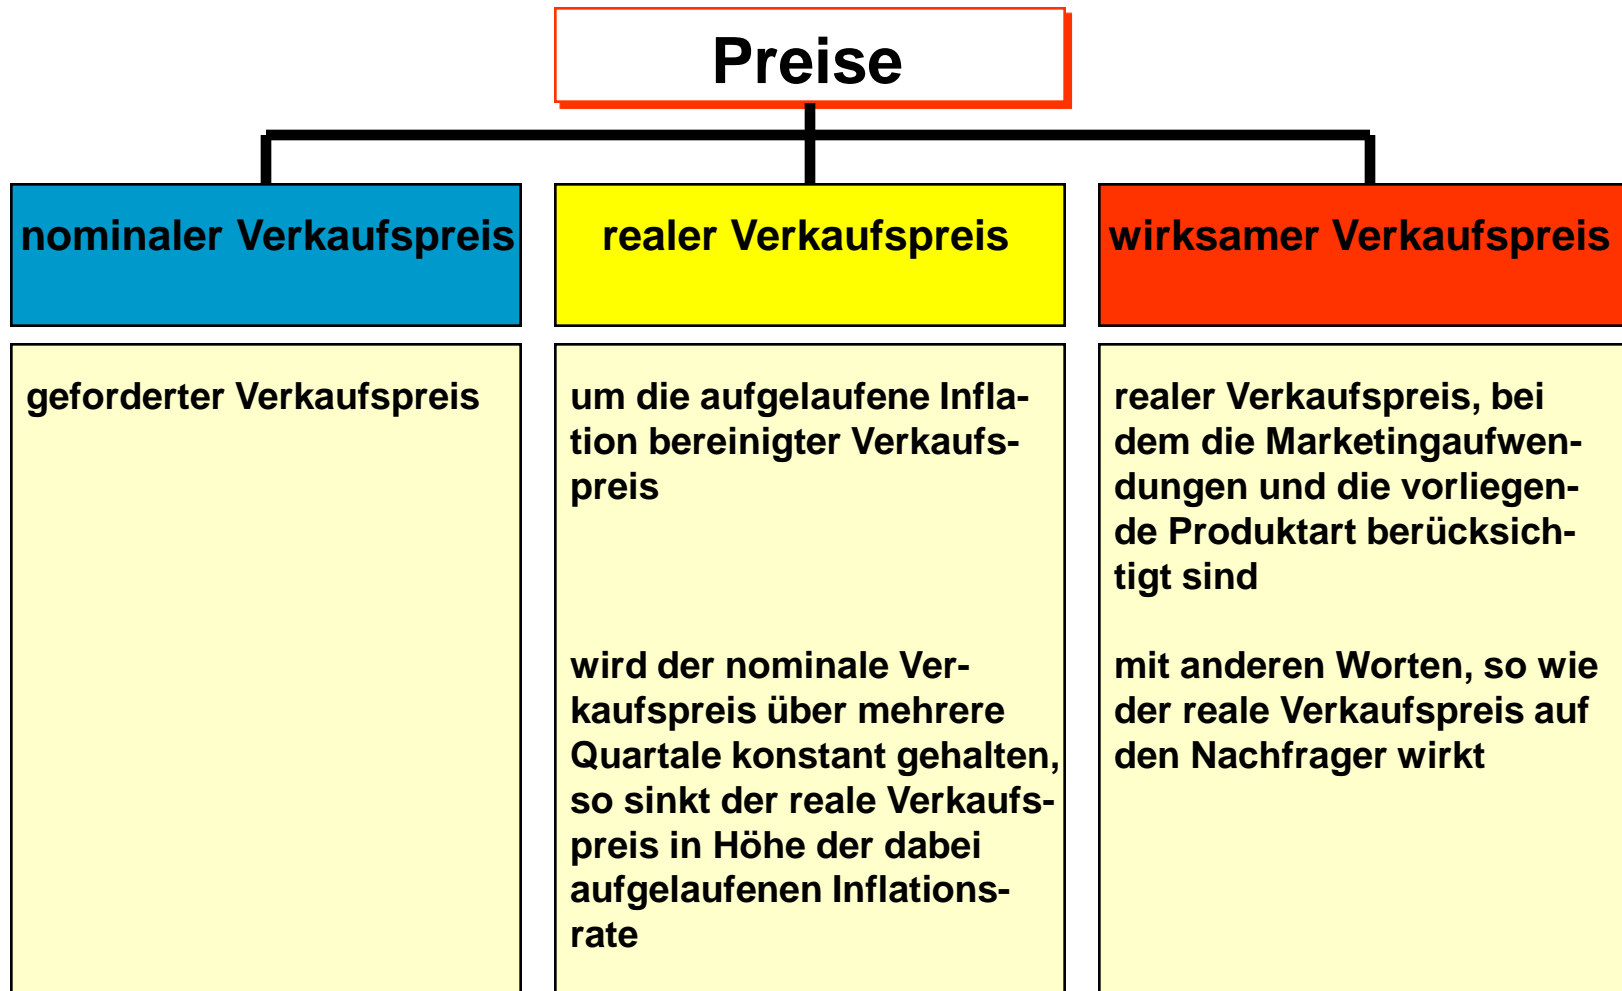 Preise
nominaler Verkaufspreis
realer Verkaufspreis
wirksamer Verkaufspreis
geforderter Verkaufspreis
um die aufgelaufene Infla-
tion bereinigter Verkaufs-
preis
wird der nominale Ver-
kaufspreis über mehrere
Quartale konstant gehalten,
so sinkt der reale Verkaufs-
preis in Höhe der dabei
aufgelaufenen Inflations-
rate
realer Verkaufspreis, bei
dem die Marketingaufwen-
dungen und die vorliegen-
de Produktart berücksich-
tigt sind
mit anderen Worten, so wie
der reale Verkaufspreis auf
den Nachfrager wirkt